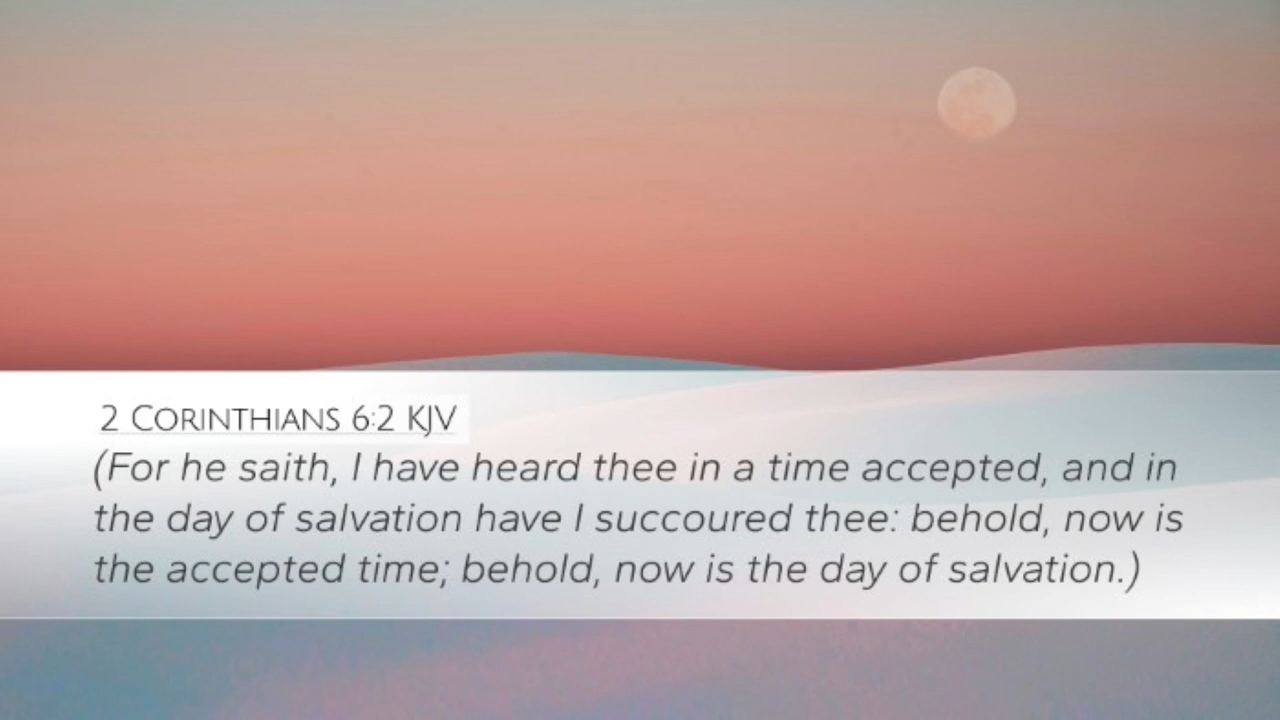 2 Corinthians 6:2 KJV
(For he saith, I have heard thee in a time accepted, and in
the day of salvation have I succoured thee: behold, now is
the accepted time; behold, now is the day of salvation.)